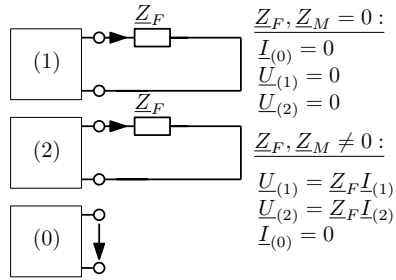 (1)
Z_F
(2)
Z_F
(0)
Z_F, Z_M = 0 :
I_(0) = 0
U_(1) = 0
U_(2) = 0
Z_F, Z_M ≠ 0 :
U_(1) = Z_F I_(1)
U_(2) = Z_F I_(2)
I_(0) = 0